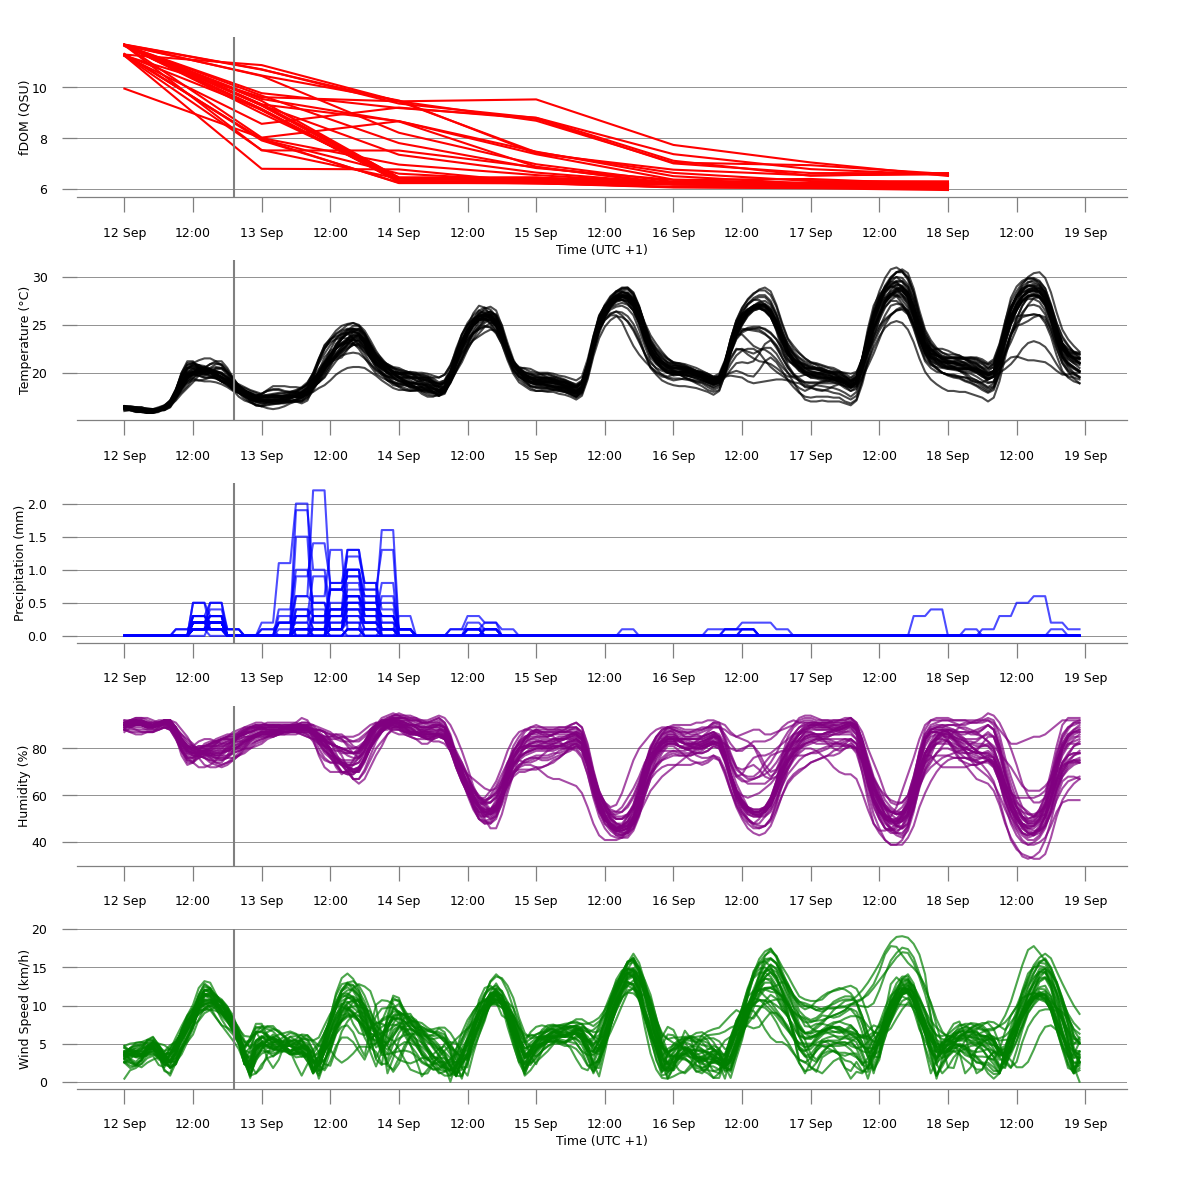 fDOM (QSU)
10
8
6
12 Sep 12:00 13 Sep 12:00 14 Sep 12:00 15 Sep 12:00 16 Sep 12:00 17 Sep 12:00 18 Sep 12:00 19 Sep
Time (UTC +1)
Temperature (°C)
30
25
20
12 Sep 12:00 13 Sep 12:00 14 Sep 12:00 15 Sep 12:00 16 Sep 12:00 17 Sep 12:00 18 Sep 12:00 19 Sep
Precipitation (mm)
2.0
1.5
1.0
0.5
0.0
12 Sep 12:00 13 Sep 12:00 14 Sep 12:00 15 Sep 12:00 16 Sep 12:00 17 Sep 12:00 18 Sep 12:00 19 Sep
Humidity (%)
80
60
40
12 Sep 12:00 13 Sep 12:00 14 Sep 12:00 15 Sep 12:00 16 Sep 12:00 17 Sep 12:00 18 Sep 12:00 19 Sep
Wind Speed (km/h)
20
15
10
5
0
12 Sep 12:00 13 Sep 12:00 14 Sep 12:00 15 Sep 12:00 16 Sep 12:00 17 Sep 12:00 18 Sep 12:00 19 Sep
Time (UTC +1)